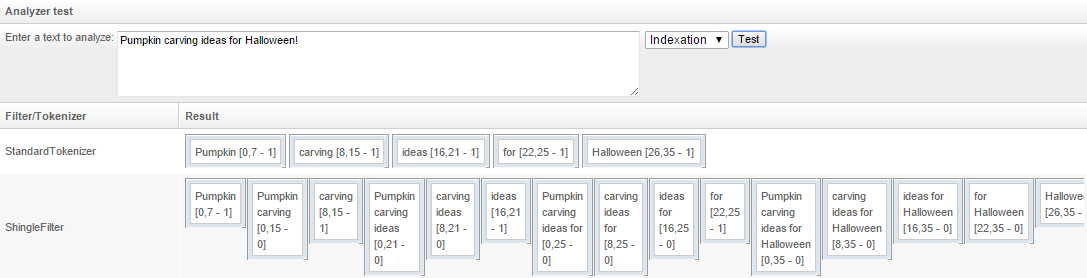 Analyzer test
Enter a text to analyze:
Pumpkin carving ideas for Halloween!
Indexation
Test
Filter/Tokenizer
Result
StandardTokenizer
Pumpkin [0,7 - 1]
carving [8,15 - 1]
ideas [16,21 - 1]
for [22,25 - 1]
Halloween [26,35 - 1]
ShingleFilter
Pumpkin
[0,7 - 1]
Pumpkin
carving
[0,15 -
0]
carving
[8,15 -
1]
Pumpkin
carving
ideas
[0,21 -
0]
carving
ideas
[8,21 -
0]
ideas
[16,21
- 1]
Pumpkin
carving
ideas for
[0,25 -
0]
carving
ideas
for
[8,25 -
0]
ideas
for
[16,25
- 0]
for
[22,25
- 1]
Pumpkin
carving
ideas for
Halloween
[0,35 - 0]
carving
ideas for
Halloween
[8,35 - 0]
ideas for
Halloween
[16,35 - 0]
for
Halloween
[22,35 - 0]
Hallowe
[26,35 -